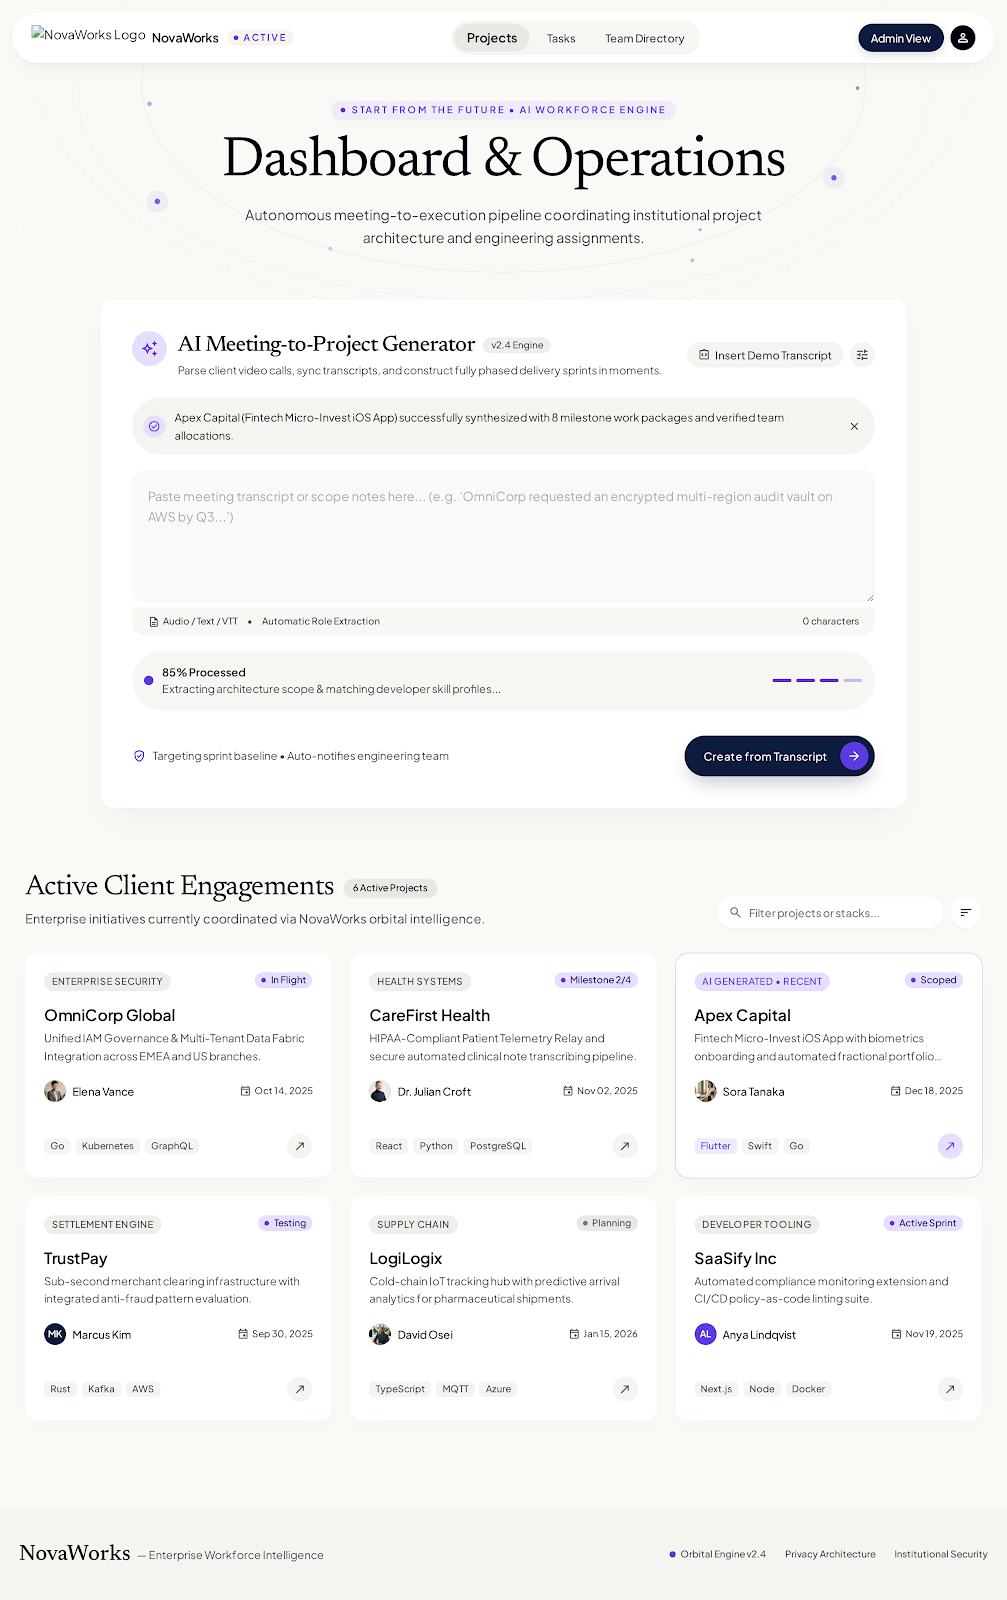 NovaWorks Logo NovaWorks • ACTIVE Projects Tasks Team Directory Admin View
• START FROM THE FUTURE • AI WORKFORCE ENGINE
Dashboard & Operations
Autonomous meeting-to-execution pipeline coordinating institutional project
architecture and engineering assignments.
AI Meeting-to-Project Generator v2.4 Engine
Insert Demo Transcript
Parse client video calls, sync transcripts, and construct fully phased delivery sprints in moments.
Apex Capital (Fintech Micro-Invest iOS App) successfully synthesized with 8 milestone work packages and verified team
allocations.
Paste meeting transcript or scope notes here... (e.g. 'OmniCorp requested an encrypted multi-region audit vault on
AWS by Q3...')
Audio / Text / VTT • Automatic Role Extraction 0 characters
85% Processed
Extracting architecture scope & matching developer skill profiles...
Targeting sprint baseline • Auto-notifies engineering team Create from Transcript
Active Client Engagements 6 Active Projects
Enterprise initiatives currently coordinated via NovaWorks orbital intelligence.
Filter projects or stacks...
ENTERPRISE SECURITY • In Flight
OmniCorp Global
Unified IAM Governance & Multi-Tenant Data Fabric
Integration across EMEA and US branches.
Elena Vance Oct 14, 2025
Go Kubernetes GraphQL
HEALTH SYSTEMS • Milestone 2/4
CareFirst Health
HIPAA-Compliant Patient Telemetry Relay and
secure automated clinical note transcribing pipeline.
Dr. Julian Croft Nov 02, 2025
React Python PostgreSQL
AI GENERATED • RECENT • Scoped
Apex Capital
Fintech Micro-Invest iOS App with biometrics
onboarding and automated fractional portfolio...
Sora Tanaka Dec 18, 2025
Flutter Swift Go
SETTLEMENT ENGINE • Testing
TrustPay
Sub-second merchant clearing infrastructure with
integrated anti-fraud pattern evaluation.
MK Marcus Kim Sep 30, 2025
Rust Kafka AWS
SUPPLY CHAIN • Planning
LogiLogix
Cold-chain IoT tracking hub with predictive arrival
analytics for pharmaceutical shipments.
David Osei Jan 15, 2026
TypeScript MQTT Azure
DEVELOPER TOOLING • Active Sprint
SaaSify Inc
Automated compliance monitoring extension and
CI/CD policy-as-code linting suite.
AL Anya Lindqvist Nov 19, 2025
Next.js Node Docker
NovaWorks — Enterprise Workforce Intelligence • Orbital Engine v2.4 Privacy Architecture Institutional Security